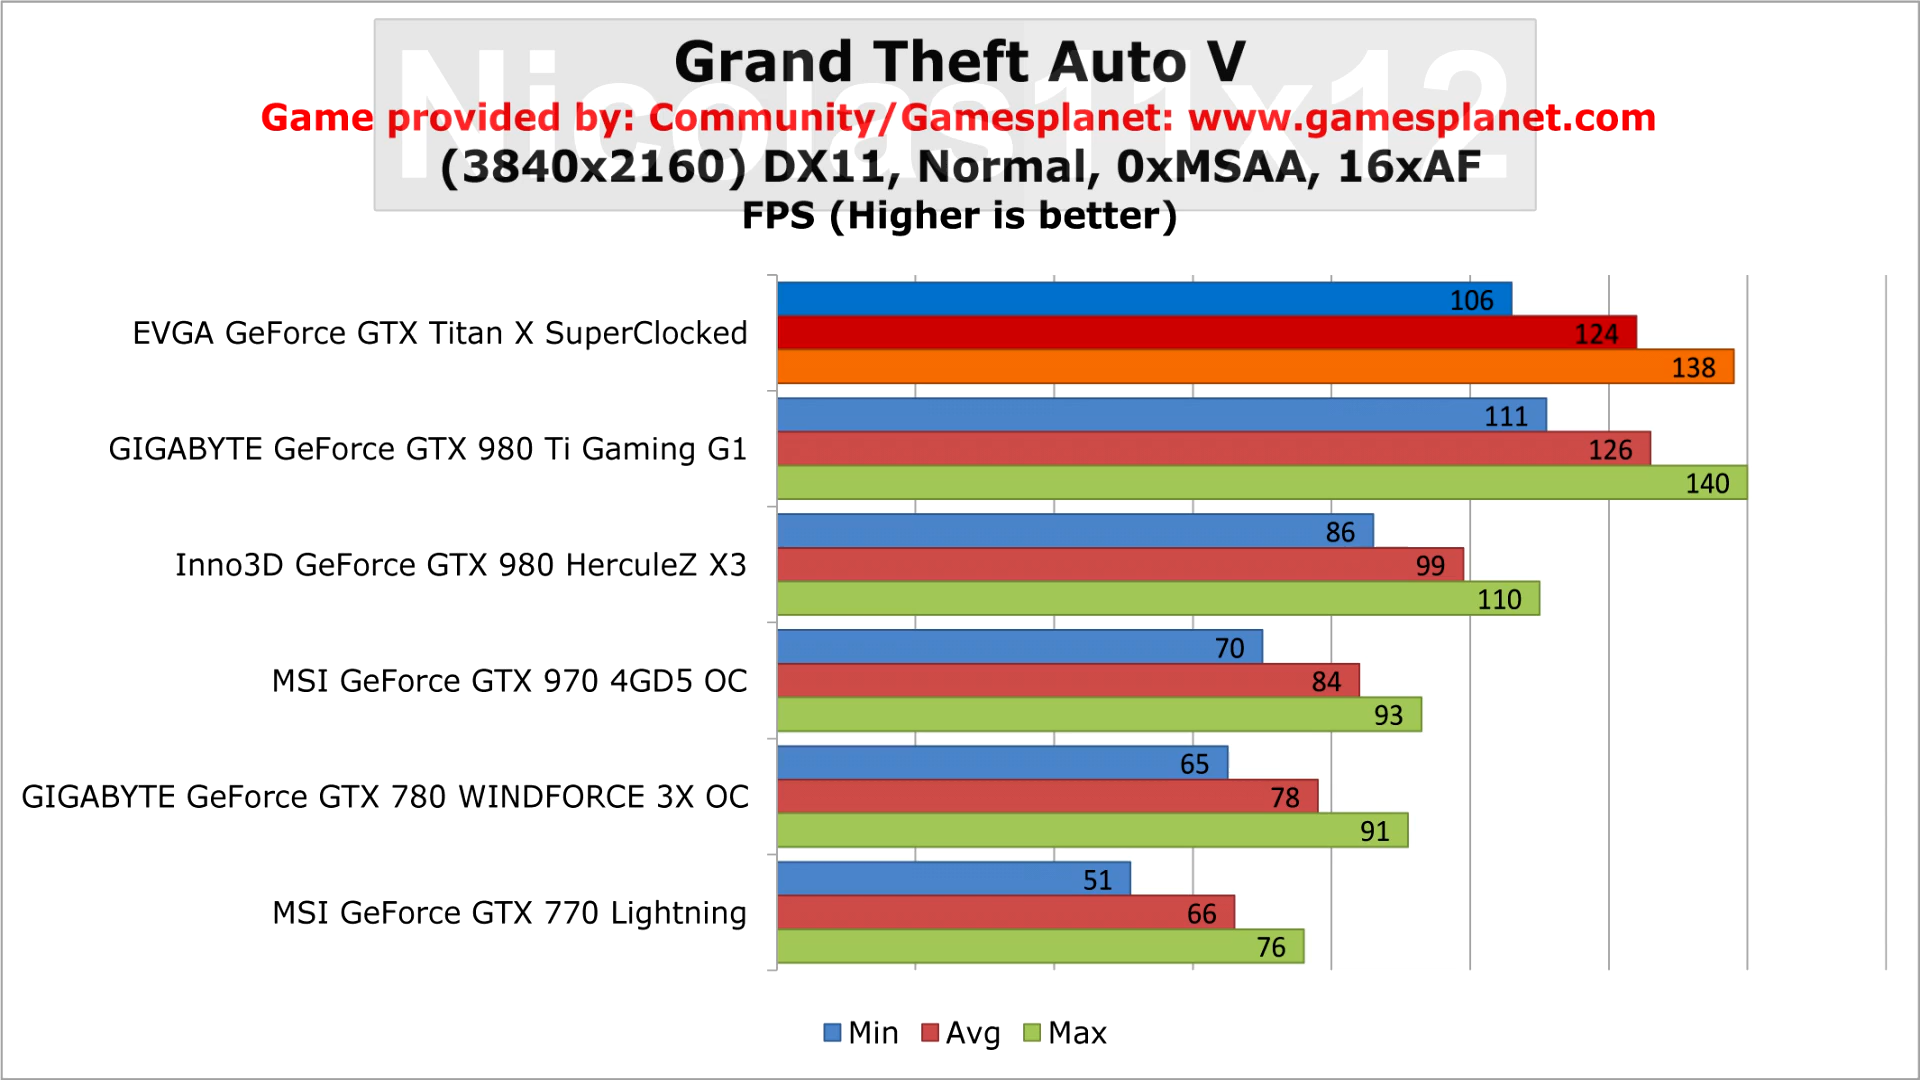 Nicolas11x12
Grand Theft Auto V
Game provided by: Community/Gamesplanet: www.gamesplanet.com
(3840x2160) DX11, Normal, 0xMSAA, 16xAF
FPS (Higher is better)
EVGA GeForce GTX Titan X SuperClocked
106
124
138
GIGABYTE GeForce GTX 980 Ti Gaming G1
111
126
140
Inno3D GeForce GTX 980 HerculeZ X3
86
99
110
MSI GeForce GTX 970 4GD5 OC
70
84
93
GIGABYTE GeForce GTX 780 WINDFORCE 3X OC
65
78
91
MSI GeForce GTX 770 Lightning
51
66
76
Min Avg Max